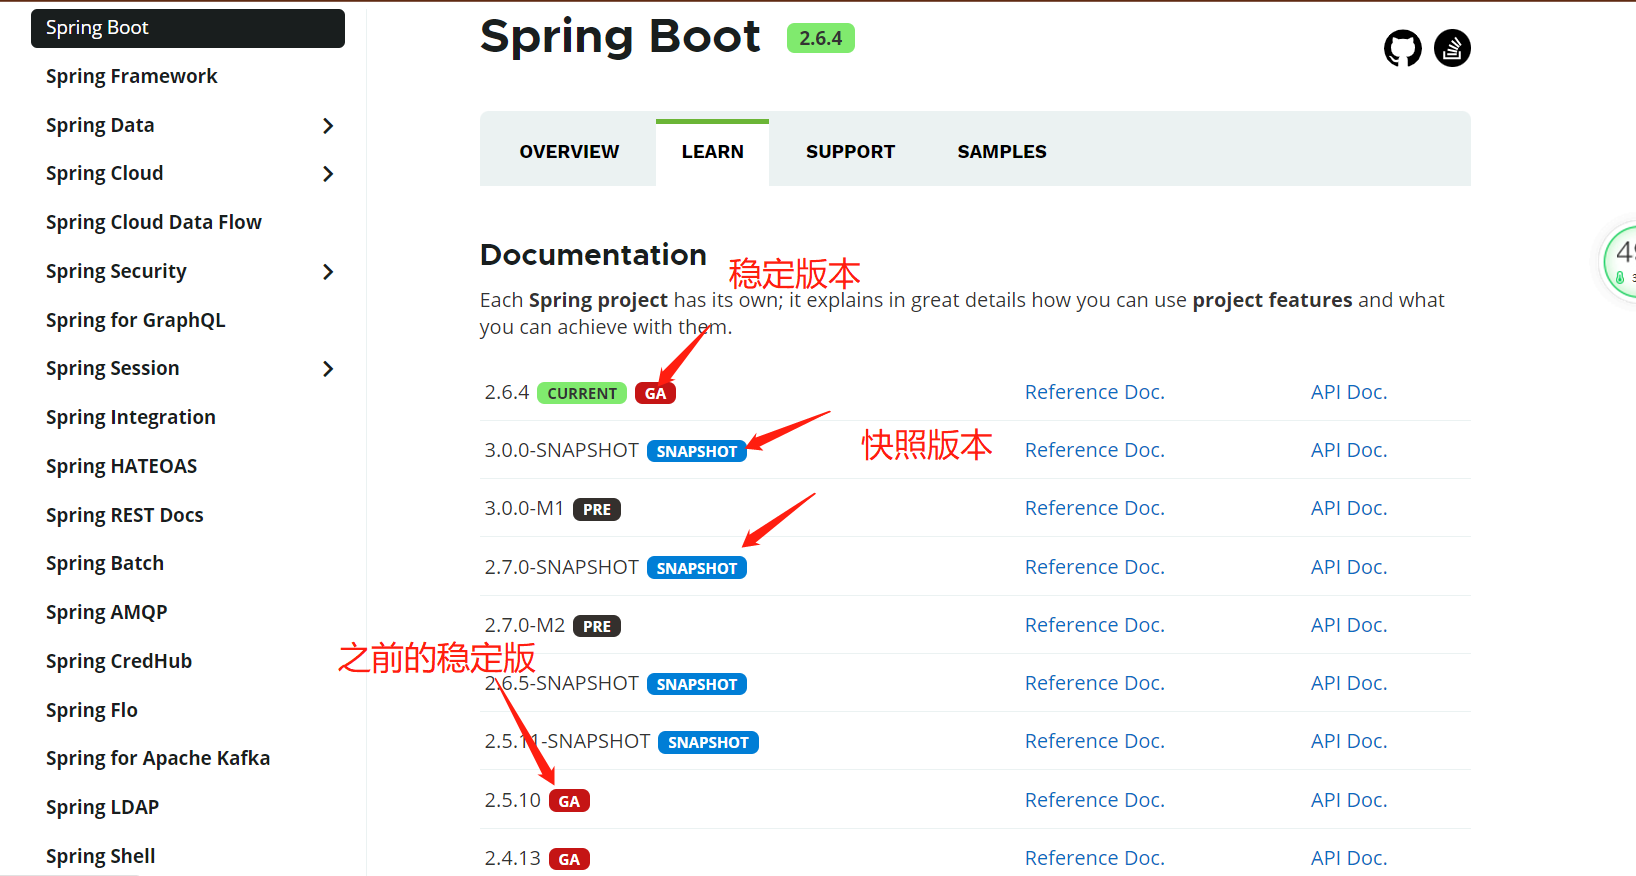 Spring Boot
Spring Framework
Spring Data
Spring Cloud
Spring Cloud Data Flow
Spring Security
Spring for GraphQL
Spring Session
Spring Integration
Spring HATEOAS
Spring REST Docs
Spring Batch
Spring AMQP
Spring CredHub
Spring Flo
Spring for Apache Kafka
Spring LDAP
Spring Shell
Spring Boot 2.6.4
OVERVIEW LEARN SUPPORT SAMPLES
Documentation
稳定版本
Each Spring project has its own; it explains in great details how you can use project features and what
you can achieve with them.
2.6.4 CURRENT GA Reference Doc. API Doc.
快照版本
3.0.0-SNAPSHOT SNAPSHOT Reference Doc. API Doc.
3.0.0-M1 PRE Reference Doc. API Doc.
2.7.0-SNAPSHOT SNAPSHOT Reference Doc. API Doc.
2.7.0-M2 PRE Reference Doc. API Doc.
之前的稳定版
2.6.5-SNAPSHOT SNAPSHOT Reference Doc. API Doc.
2.5.11-SNAPSHOT SNAPSHOT Reference Doc. API Doc.
2.5.10 GA Reference Doc. API Doc.
2.4.13 GA Reference Doc. API Doc.